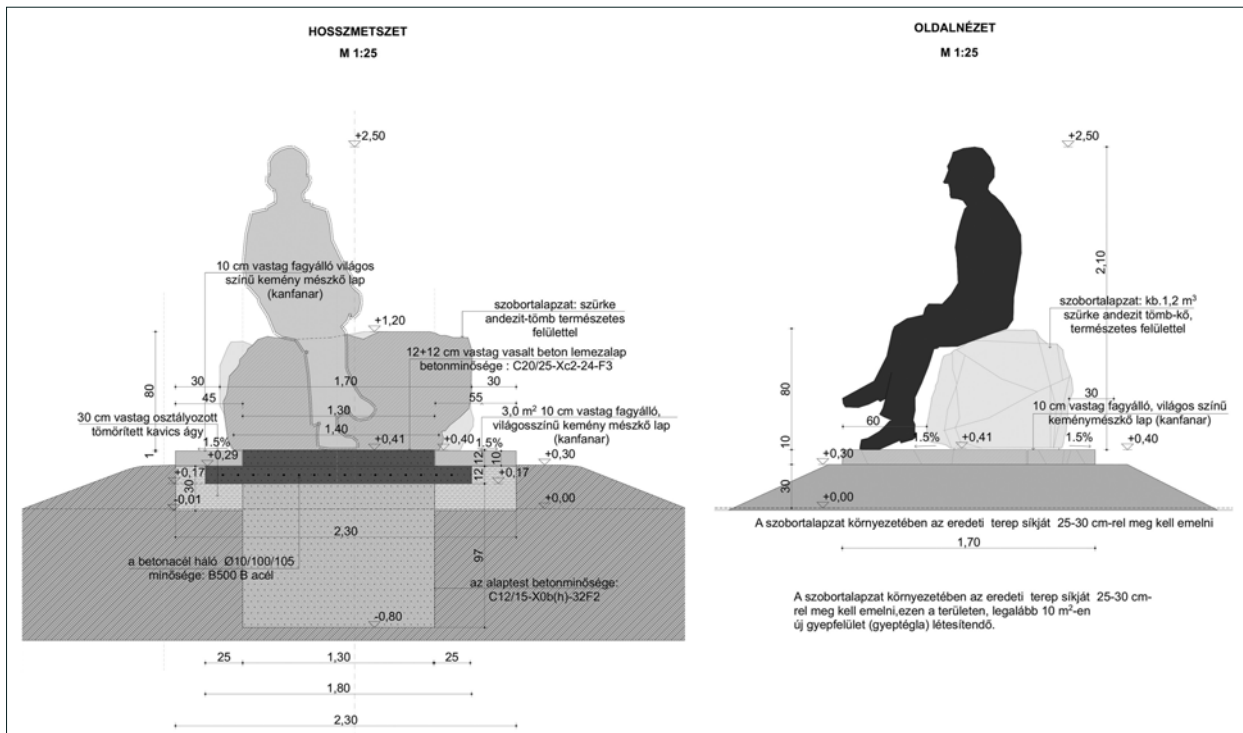 HOSSZMETSZET
M 1:25
+2,50
10 cm vastag fagyálló világos
színű kemény mészkő lap
(kanfanar)
szobortalapzat: szürke
andezit-tömb természetes
felülettel
+1,20
12+12 cm vastag vasalt beton lemezalap
betonminősége : C20/25-Xc2-24-F3
80
30
1,70
30
45
55
1,30
1,40
30 cm vastag osztályozott
tömörített kavics ágy
3,0 m² 10 cm vastag fagyálló,
világosszínű kemény mészkő lap
(kanfanar)
1.5%
+0,41
+0,40
1.5%
1
+0,29
12
12
10
+0,30
+0,17
+0,17
30
-0,01
+0,00
2,30
97
a betonacél háló Ø10/100/105
minősége: B500 B acél
az alaptest betonminősége:
C12/15-X0b(h)-32F2
-0,80
25
1,30
25
1,80
2,30
OLDALNÉZET
M 1:25
+2,50
2,10
szobortalapzat: kb.1,2 m³
szürke andezit tömb-kő,
természetes felülettel
80
30
60
10 cm vastag fagyálló, világos színű
keménymészkő lap (kanfanar)
1.5%
+0,41
1.5%
+0,40
10
+0,30
30
+0,00
A szobortalapzat környezetében az eredeti terep síkját 25-30 cm-rel meg kell emelni
1,70
A szobortalapzat környezetében az eredeti terep síkját 25-30 cm-
rel meg kell emelni,ezen a területen, legalább 10 m²-en
új gyepfelület (gyeptégla) létesítendő.